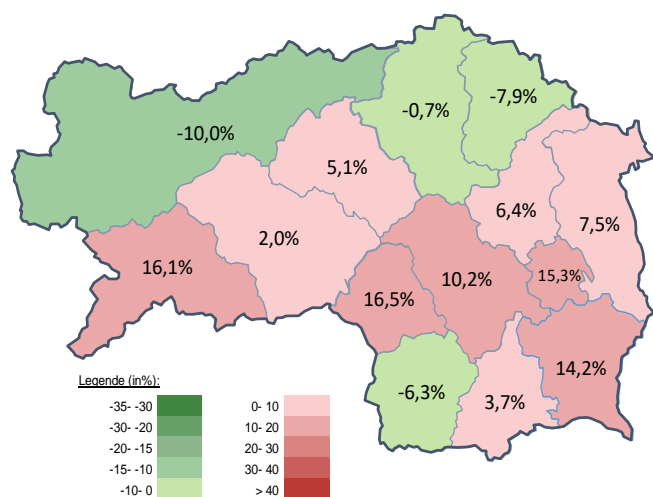 -0,7%
-7,9%
-10,0%
5,1%
6,4%
7,5%
2,0%
16,1%
10,2%
15,3%
16,5%
14,2%
-6,3%
3,7%
Legende (in%):
-35- -30 0- 10
-30- -20 10- 20
-20- -15 20- 30
-15- -10 30- 40
-10- 0 > 40